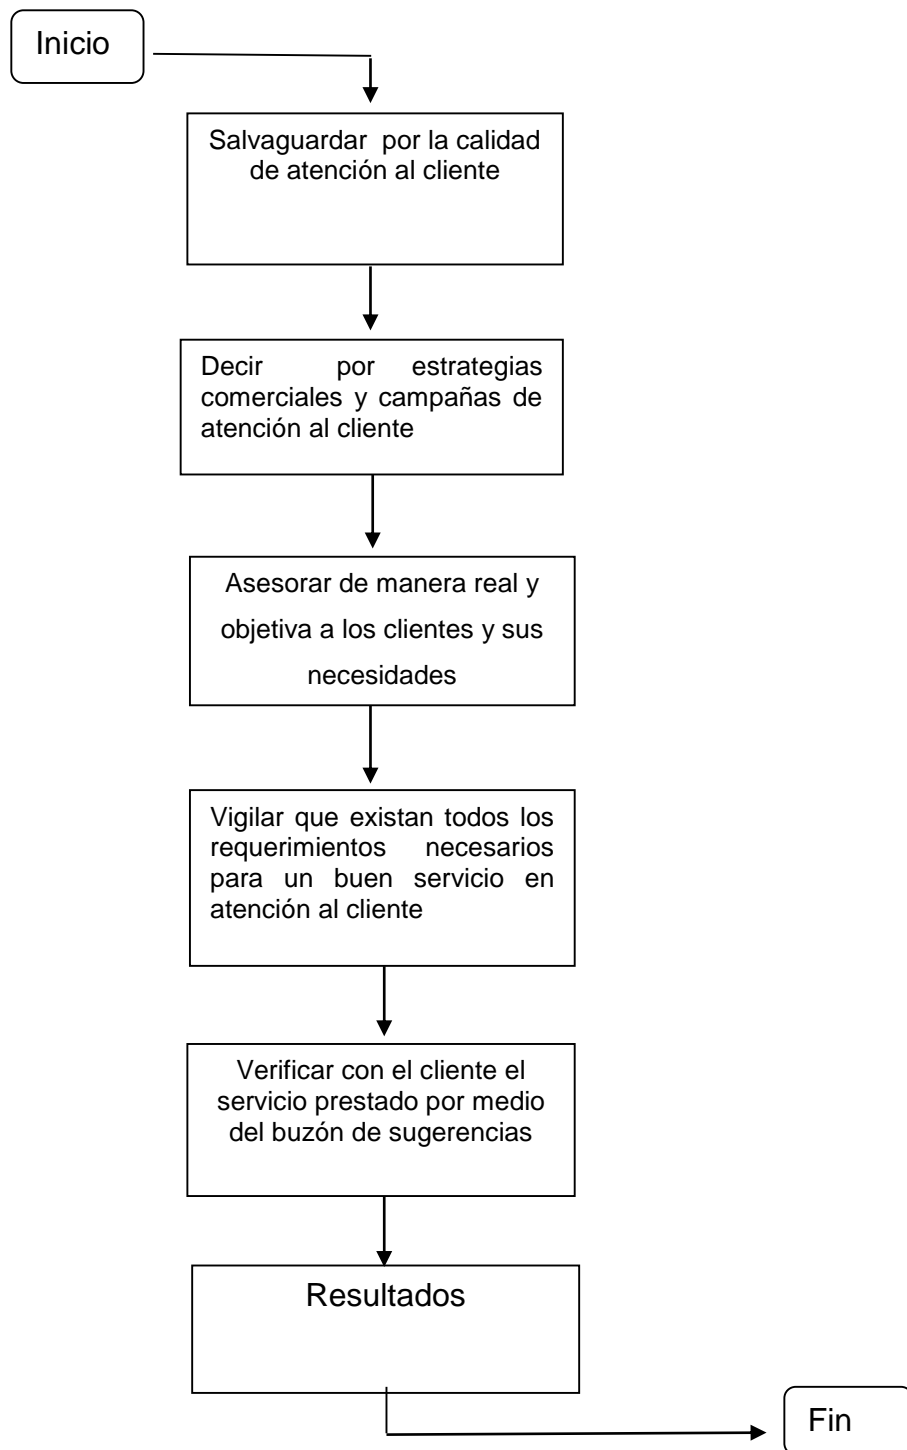 Inicio
Salvaguardar por la calidad
de atención al cliente
Decir por estrategias
comerciales y campañas de
atención al cliente
Asesorar de manera real y
objetiva a los clientes y sus
necesidades
Vigilar que existan todos los
requerimientos necesarios
para un buen servicio en
atención al cliente
Verificar con el cliente el
servicio prestado por medio
del buzón de sugerencias
Resultados
Fin